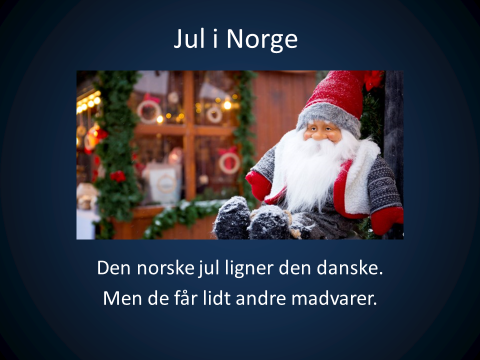 Jul i Norge
Den norske jul ligner den danske.
Men de får lidt andre madvarer.